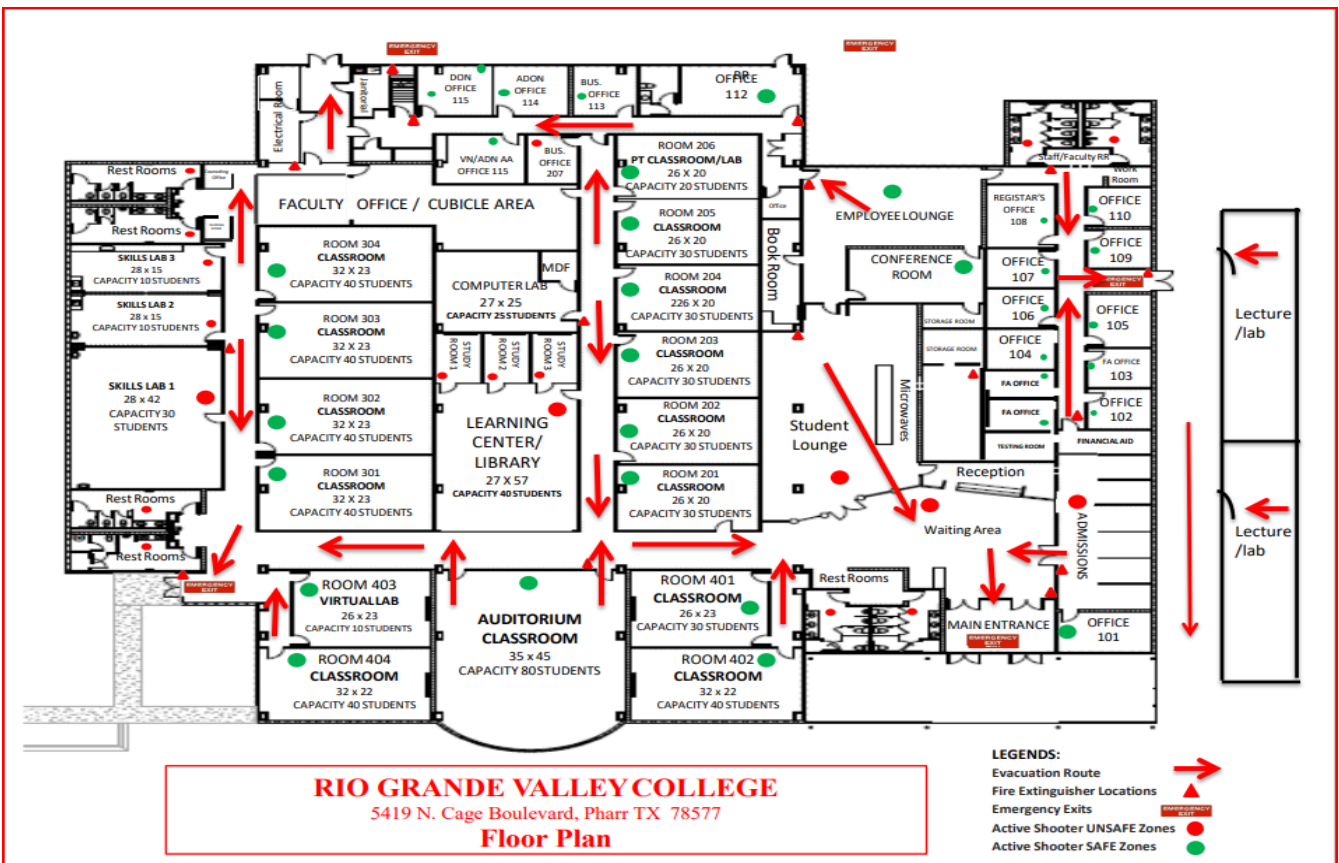 EMERGENCY
EXIT
EMERGENCY
EXIT
Electrical Room
Janitorial
DON
OFFICE
115
ADON
OFFICE
114
BUS.
OFFICE
113
RR
OFFICE
112
VN/ADN AA
OFFICE 115
BUS.
OFFICE
207
ROOM 206
PT CLASSROOM/LAB
26 X 20
CAPACITY 20 STUDENTS
Staff/Faculty RR
Work
Room
Rest Rooms
Counseling
Office
Rest Rooms
FACULTY OFFICE / CUBICLE AREA
ROOM 205
CLASSROOM
26 X 20
CAPACITY 30 STUDENTS
Office
EMPLOYEE LOUNGE
REGISTAR'S
OFFICE
108
OFFICE
110
OFFICE
109
SKILLS LAB 3
28 x 15
CAPACITY 10 STUDENTS
SKILLS LAB 2
28 x 15
CAPACITY 10 STUDENTS
SKILLS LAB 1
28 x 42
CAPACITY 30
STUDENTS
ROOM 304
CLASSROOM
32 X 23
CAPACITY 40 STUDENTS
ROOM 303
CLASSROOM
32 X 23
CAPACITY 40 STUDENTS
ROOM 302
CLASSROOM
32 X 23
CAPACITY 40 STUDENTS
ROOM 301
CLASSROOM
32 X 23
CAPACITY 40 STUDENTS
MDF
COMPUTER LAB
27 x 25
CAPACITY 25 STUDENTS
STUDY
ROOM 1
STUDY
ROOM 2
STUDY
ROOM 3
LEARNING
CENTER/
LIBRARY
27 X 57
CAPACITY 40 STUDENTS
ROOM 204
CLASSROOM
226 X 20
CAPACITY 30 STUDENTS
ROOM 203
CLASSROOM
26 X 20
CAPACITY 30 STUDENTS
ROOM 202
CLASSROOM
26 X 20
CAPACITY 30 STUDENTS
ROOM 201
CLASSROOM
26 X 20
CAPACITY 30 STUDENTS
Book Room
CONFERENCE
ROOM
STORAGE ROOM
STORAGE ROOM
Microwaves
Student
Lounge
OFFICE
107
OFFICE
106
OFFICE
104
FA OFFICE
FA OFFICE
TESTING ROOM
EMERGENCY
EXIT
OFFICE
105
FA OFFICE
103
OFFICE
102
FINANCIAL AID
Reception
Waiting Area
ADMISSIONS
Lecture
/lab
Lecture
/lab
Rest Rooms
Rest Rooms
EMERGENCY
EXIT
ROOM 403
VIRTUAL LAB
26 x 23
CAPACITY 10 STUDENTS
ROOM 404
CLASSROOM
32 x 22
CAPACITY 40 STUDENTS
AUDITORIUM
CLASSROOM
35 x 45
CAPACITY 80 STUDENTS
ROOM 401
CLASSROOM
26 x 23
CAPACITY 30 STUDENTS
ROOM 402
CLASSROOM
32 x 22
CAPACITY 40 STUDENTS
Rest Rooms
MAIN ENTRANCE
EMERGENCY
EXIT
OFFICE
101
RIO GRANDE VALLEY COLLEGE
5419 N. Cage Boulevard, Pharr TX 78577
Floor Plan
LEGENDS:
Evacuation Route
Fire Extinguisher Locations
Emergency Exits
EMERGENCY
EXIT
Active Shooter UNSAFE Zones
Active Shooter SAFE Zones